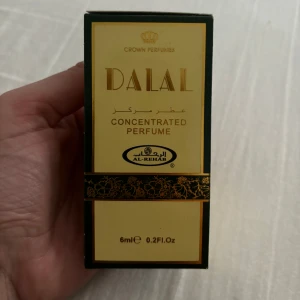 CROWN PERFUMES
DALAL
عطر مركز
CONCENTRATED
PERFUME
الرحاب
AL-REHAB
®
6ml℮ 0.2Fl.Oz